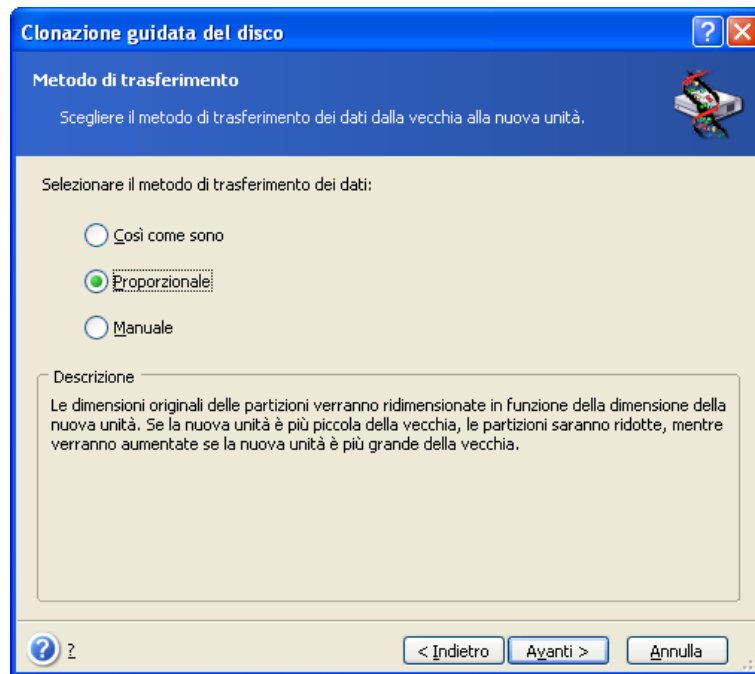 Clonazione guidata del disco
?
Metodo di trasferimento
Scegliere il metodo di trasferimento dei dati dalla vecchia alla nuova unità.
Selezionare il metodo di trasferimento dei dati:
Così come sono
Proporzionale
Manuale
Descrizione
Le dimensioni originali delle partizioni verranno ridimensionate in funzione della dimensione della
nuova unità. Se la nuova unità è più piccola della vecchia, le partizioni saranno ridotte, mentre
verranno aumentate se la nuova unità è più grande della vecchia.
? ?
< Indietro
Avanti >
Annulla